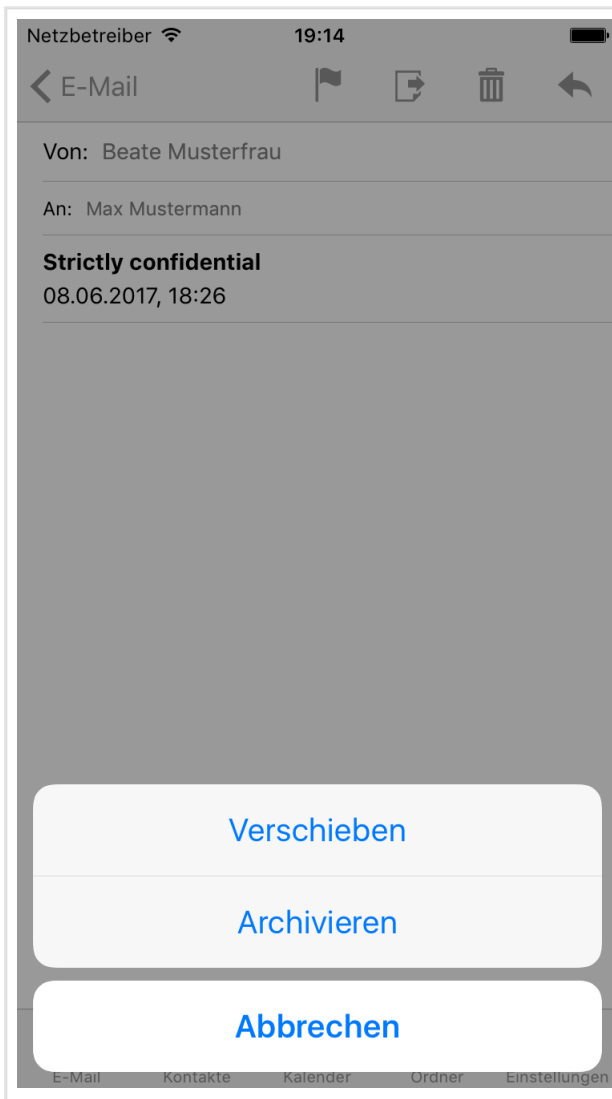 Netzbetreiber 19:14
E-Mail
Von: Beate Musterfrau
An: Max Mustermann
Strictly confidential
08.06.2017, 18:26
Verschieben
Archivieren
Abbrechen
E-Mail Kontakte Kalender Ordner Einstellungen